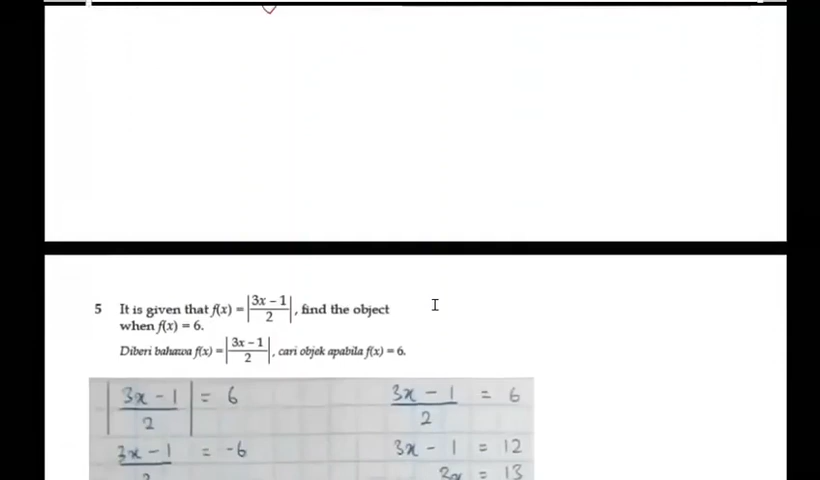 5 It is given that f(x) = |3x – 1 / 2|, find the object
when f(x) = 6.
Diberi bahawa f(x) = |3x – 1 / 2|, cari objek apabila f(x) = 6.
|3x – 1 / 2| = 6
3x – 1 / 2 = 6
3x – 1 / 2 = -6
3x – 1 = 12
3x = 13